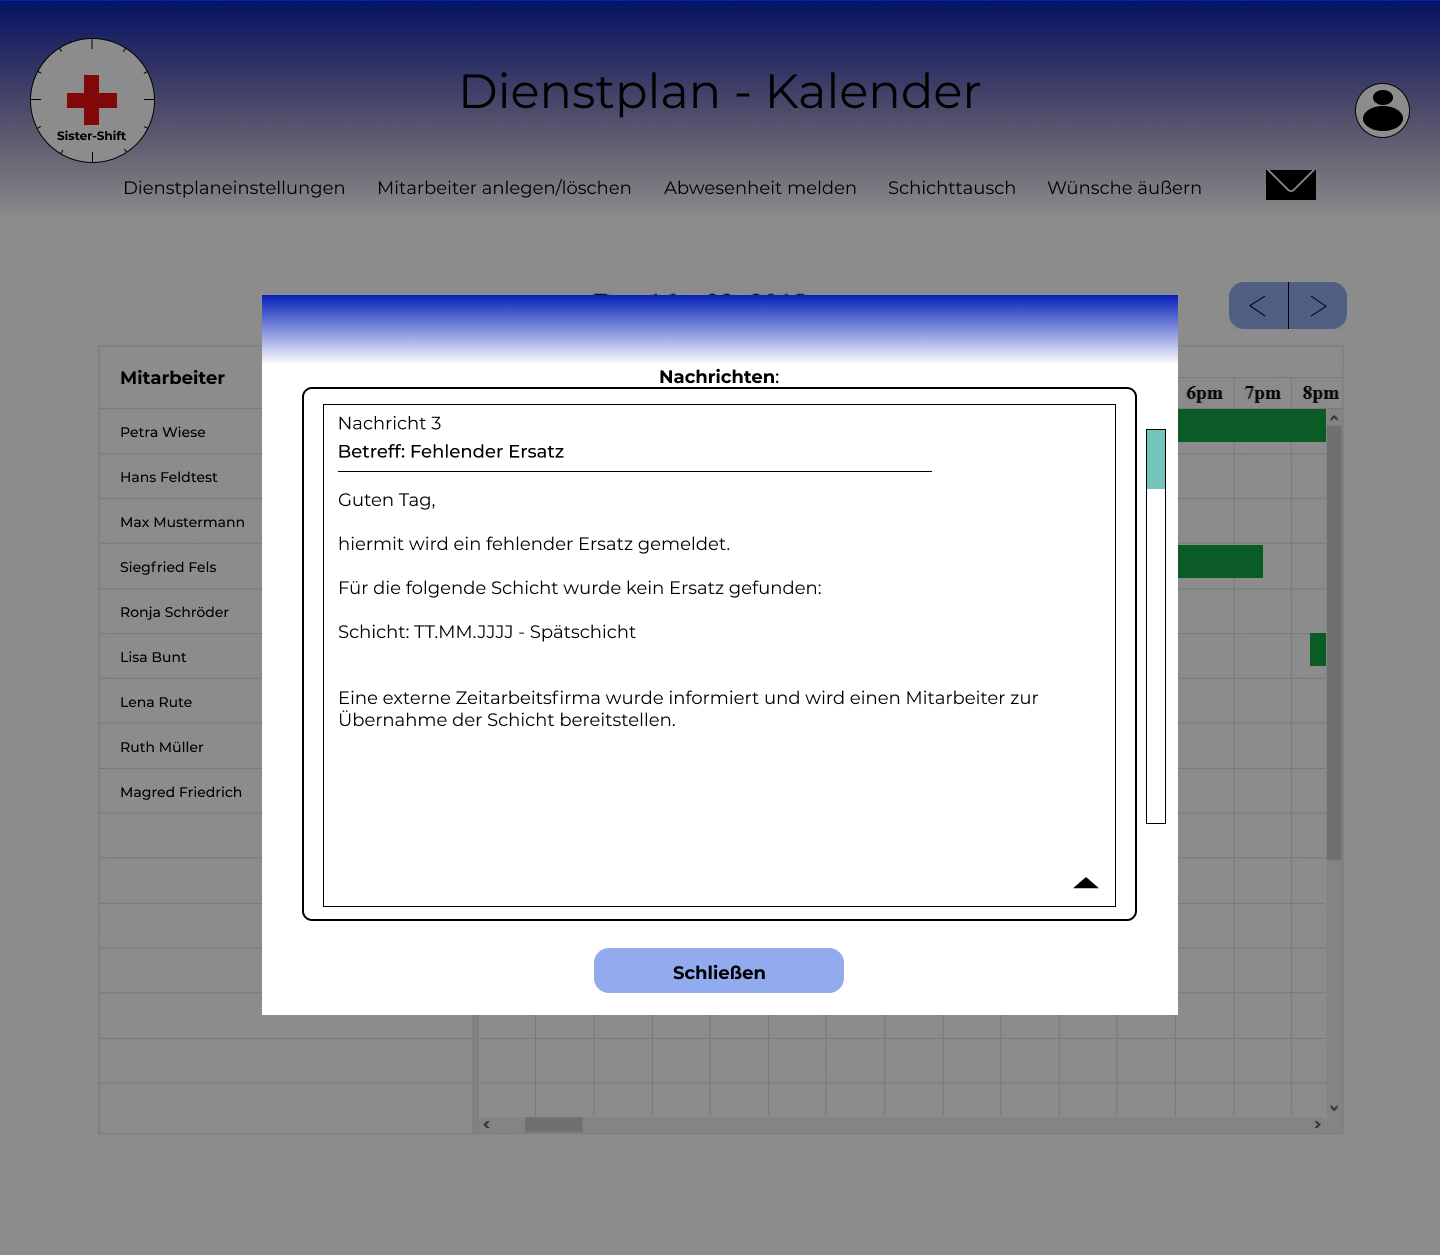 Dienstplan - Kalender
Sister-Shift
Dienstplaneinstellungen Mitarbeiter anlegen/löschen Abwesenheit melden Schichttausch Wünsche äußern
< >
Nachrichten:
Mitarbeiter
6pm 7pm 8pm
Petra Wiese
Hans Feldtest
Max Mustermann
Siegfried Fels
Ronja Schröder
Lisa Bunt
Lena Rute
Ruth Müller
Magred Friedrich
Nachricht 3
Betreff: Fehlender Ersatz
Guten Tag,
hiermit wird ein fehlender Ersatz gemeldet.
Für die folgende Schicht wurde kein Ersatz gefunden:
Schicht: TT.MM.JJJJ - Spätschicht
Eine externe Zeitarbeitsfirma wurde informiert und wird einen Mitarbeiter zur
Übernahme der Schicht bereitstellen.
Schließen